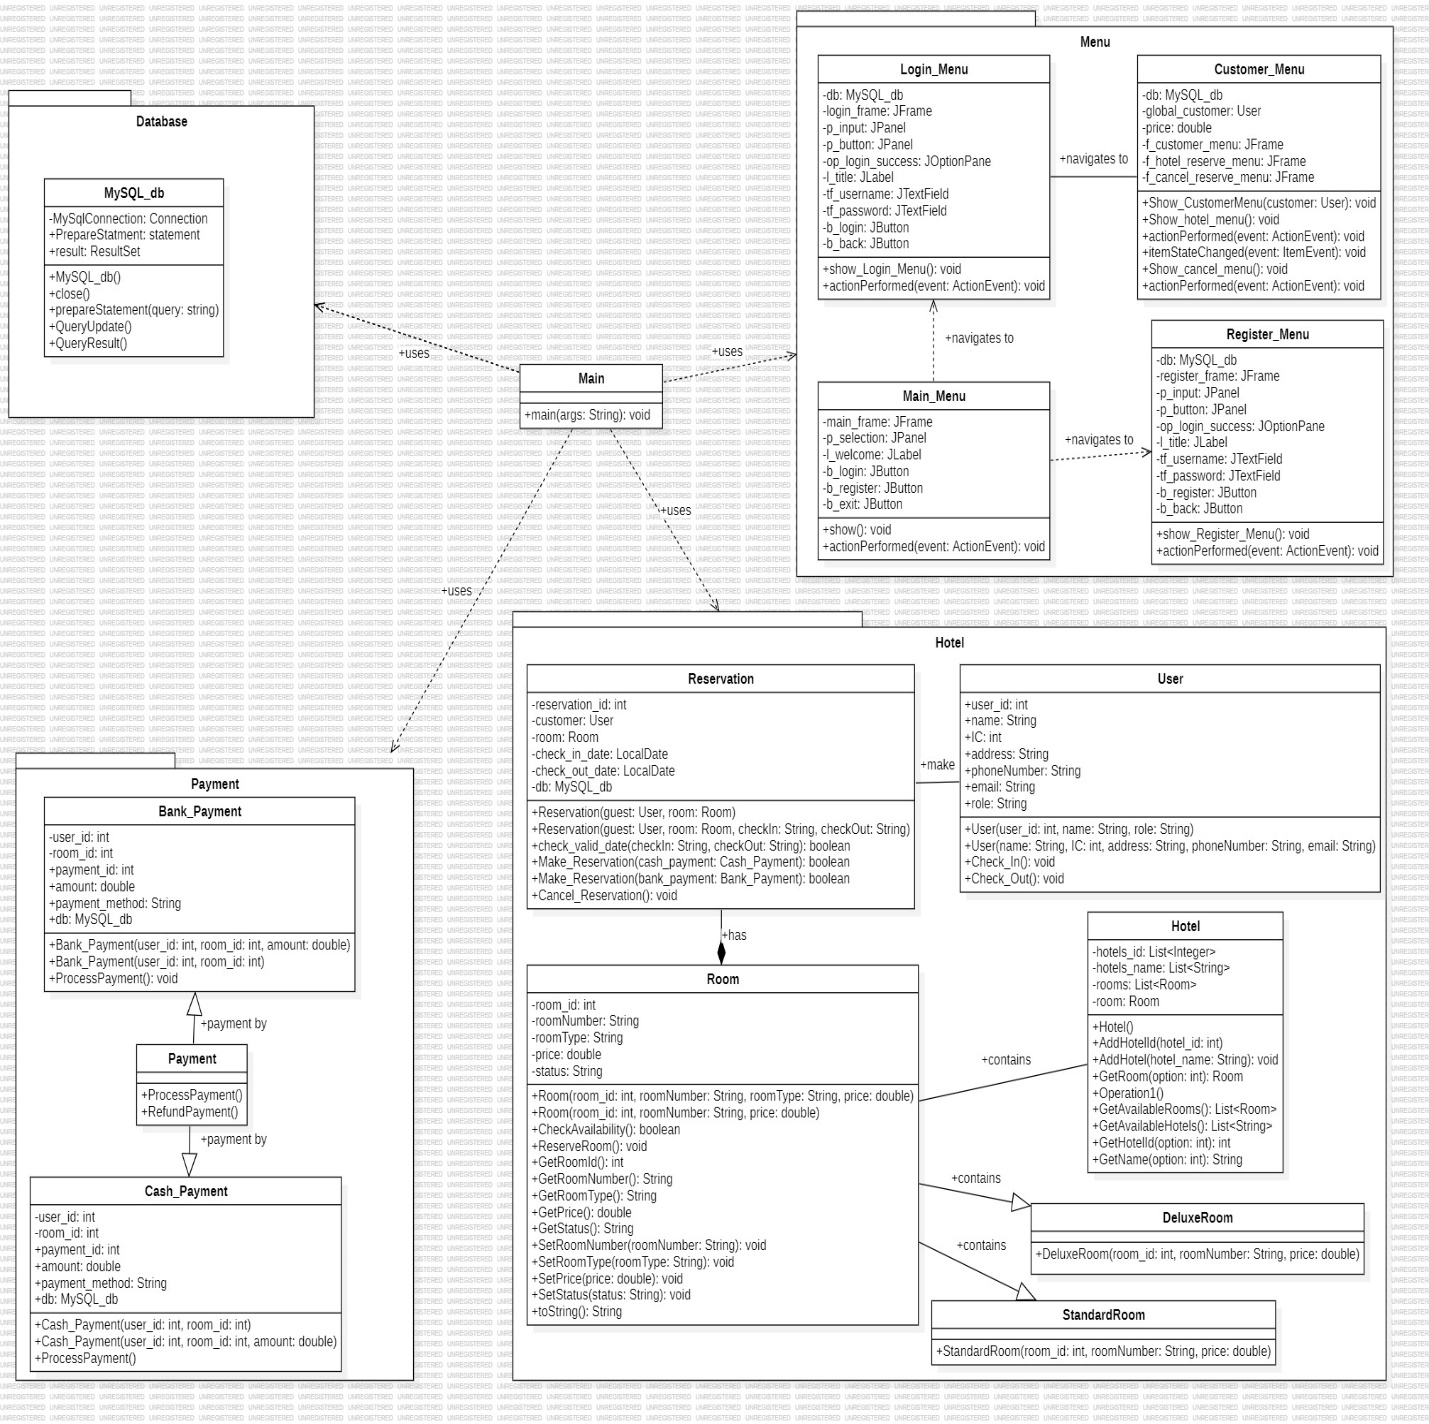 Database
MySQL_db
-MySqlConnection: Connection
+PrepareStatment: statement
+result: ResultSet
+MySQL_db()
+close()
+prepareStatement(query: string)
+QueryUpdate()
+QueryResult()
+uses
Main
+main(args: String): void
+uses
+uses
+uses
Menu
Login_Menu
-db: MySQL_db
-login_frame: JFrame
-p_input: JPanel
-p_button: JPanel
-op_login_success: JOptionPane
-l_title: JLabel
-tf_username: JTextField
-tf_password: JTextField
-b_login: JButton
-b_back: JButton
+show_Login_Menu(): void
+actionPerformed(event: ActionEvent): void
+navigates to
Customer_Menu
-db: MySQL_db
-global_customer: User
-price: double
-f_customer_menu: JFrame
-f_hotel_reserve_menu: JFrame
-f_cancel_reserve_menu: JFrame
+Show_CustomerMenu(customer: User): void
+Show_hotel_menu(): void
+actionPerformed(event: ActionEvent): void
+itemStateChanged(event: ItemEvent): void
+Show_cancel_menu(): void
+actionPerformed(event: ActionEvent): void
+navigates to
Main_Menu
-main_frame: JFrame
-p_selection: JPanel
-l_welcome: JLabel
-b_login: JButton
-b_register: JButton
-b_exit: JButton
+show(): void
+actionPerformed(event: ActionEvent): void
+navigates to
Register_Menu
-db: MySQL_db
-register_frame: JFrame
-p_input: JPanel
-p_button: JPanel
-op_login_success: JOptionPane
-l_title: JLabel
-tf_username: JTextField
-tf_password: JTextField
-b_register: JButton
-b_back: JButton
+show_Register_Menu(): void
+actionPerformed(event: ActionEvent): void
Payment
Bank_Payment
-user_id: int
-room_id: int
+payment_id: int
+amount: double
+payment_method: String
+db: MySQL_db
+Bank_Payment(user_id: int, room_id: int, amount: double)
+Bank_Payment(user_id: int, room_id: int)
+ProcessPayment(): void
+payment by
Payment
+ProcessPayment()
+RefundPayment()
+payment by
Cash_Payment
-user_id: int
-room_id: int
+payment_id: int
+amount: double
+payment_method: String
+db: MySQL_db
+Cash_Payment(user_id: int, room_id: int)
+Cash_Payment(user_id: int, room_id: int, amount: double)
+ProcessPayment()
Hotel
Reservation
-reservation_id: int
-customer: User
-room: Room
-check_in_date: LocalDate
-check_out_date: LocalDate
-db: MySQL_db
+Reservation(guest: User, room: Room)
+Reservation(guest: User, room: Room, checkIn: String, checkOut: String)
+check_valid_date(checkIn: String, checkOut: String): boolean
+Make_Reservation(cash_payment: Cash_Payment): boolean
+Make_Reservation(bank_payment: Bank_Payment): boolean
+Cancel_Reservation(): void
+make
User
+user_id: int
+name: String
+IC: int
+address: String
+phoneNumber: String
+email: String
+role: String
+User(user_id: int, name: String, role: String)
+User(name: String, IC: int, address: String, phoneNumber: String, email: String)
+Check_In(): void
+Check_Out(): void
+has
Room
-room_id: int
-roomNumber: String
-roomType: String
-price: double
-status: String
+Room(room_id: int, roomNumber: String, roomType: String, price: double)
+Room(room_id: int, roomNumber: String, price: double)
+CheckAvailability(): boolean
+ReserveRoom(): void
+GetRoomId(): int
+GetRoomNumber(): String
+GetRoomType(): String
+GetPrice(): double
+GetStatus(): String
+SetRoomNumber(roomNumber: String): void
+SetRoomType(roomType: String): void
+SetPrice(price: double): void
+SetStatus(status: String): void
+toString(): String
+contains
Hotel
-hotels_id: List<Integer>
-hotels_name: List<String>
-rooms: List<Room>
-room: Room
+Hotel()
+AddHotelId(hotel_id: int)
+AddHotel(hotel_name: String): void
+GetRoom(option: int): Room
+Operation1()
+GetAvailableRooms(): List<Room>
+GetAvailableHotels(): List<String>
+GetHotelId(option: int): int
+GetName(option: int): String
+contains
DeluxeRoom
+DeluxeRoom(room_id: int, roomNumber: String, price: double)
+contains
StandardRoom
+StandardRoom(room_id: int, roomNumber: String, price: double)
UNREGISTERED